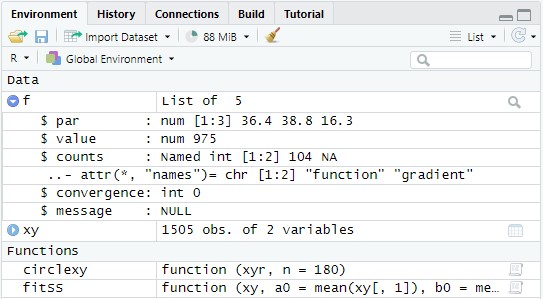 Environment History Connections Build Tutorial
Import Dataset 88 MiB List
R Global Environment
Data
f List of 5
$ par : num [1:3] 36.4 38.8 16.3
$ value : num 975
$ counts : Named int [1:2] 104 NA
..- attr(*, "names")= chr [1:2] "function" "gradient"
$ convergence: int 0
$ message : NULL
xy 1505 obs. of 2 variables
Functions
circlexy function (xyr, n = 180)
fitSS function (xy, a0 = mean(xy[, 1]), b0 = me...